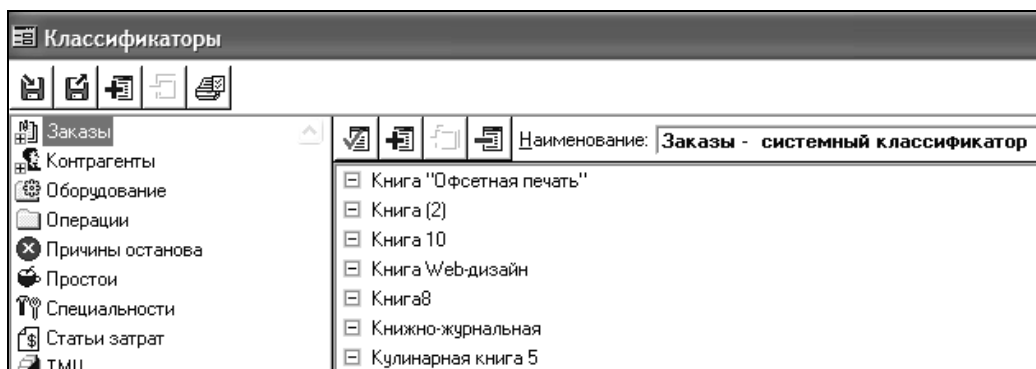 Классификаторы
Заказы
Контрагенты
Оборудование
Операции
Причины останова
Простои
Специальности
Статьи затрат
ТМЦ
Наименование: Заказы - системный классификатор
Книга "Офсетная печать"
Книга (2)
Книга 10
Книга Web-дизайн
Книга8
Книжно-журнальная
Кулинарная книга 5